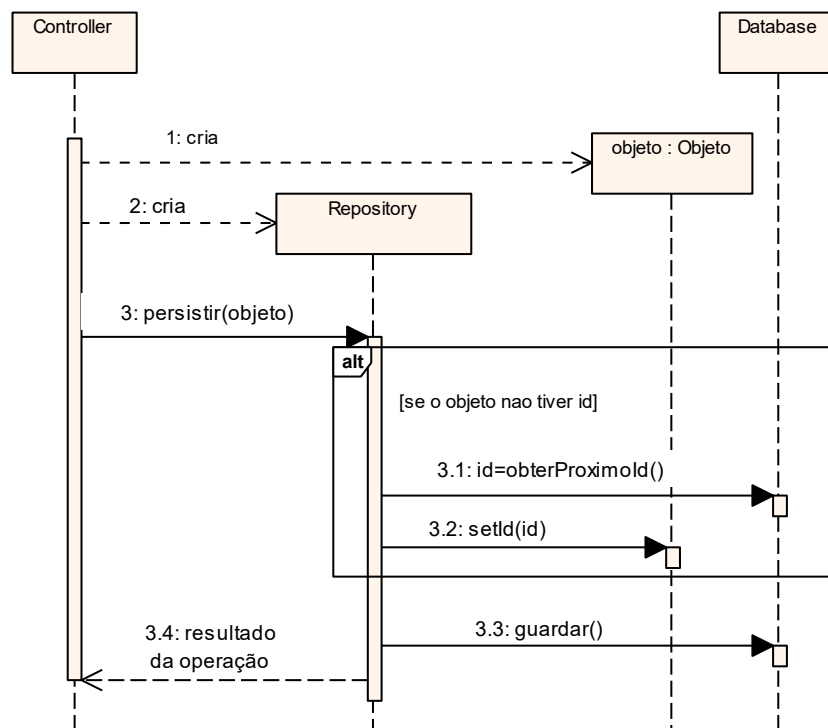 Controller
Database
1: cria
objeto : Objeto
2: cria
Repository
3: persistir(objeto)
alt
[se o objeto nao tiver id]
3.1: id=obterProximoId()
3.2: setId(id)
3.3: guardar()
3.4: resultado
da operação